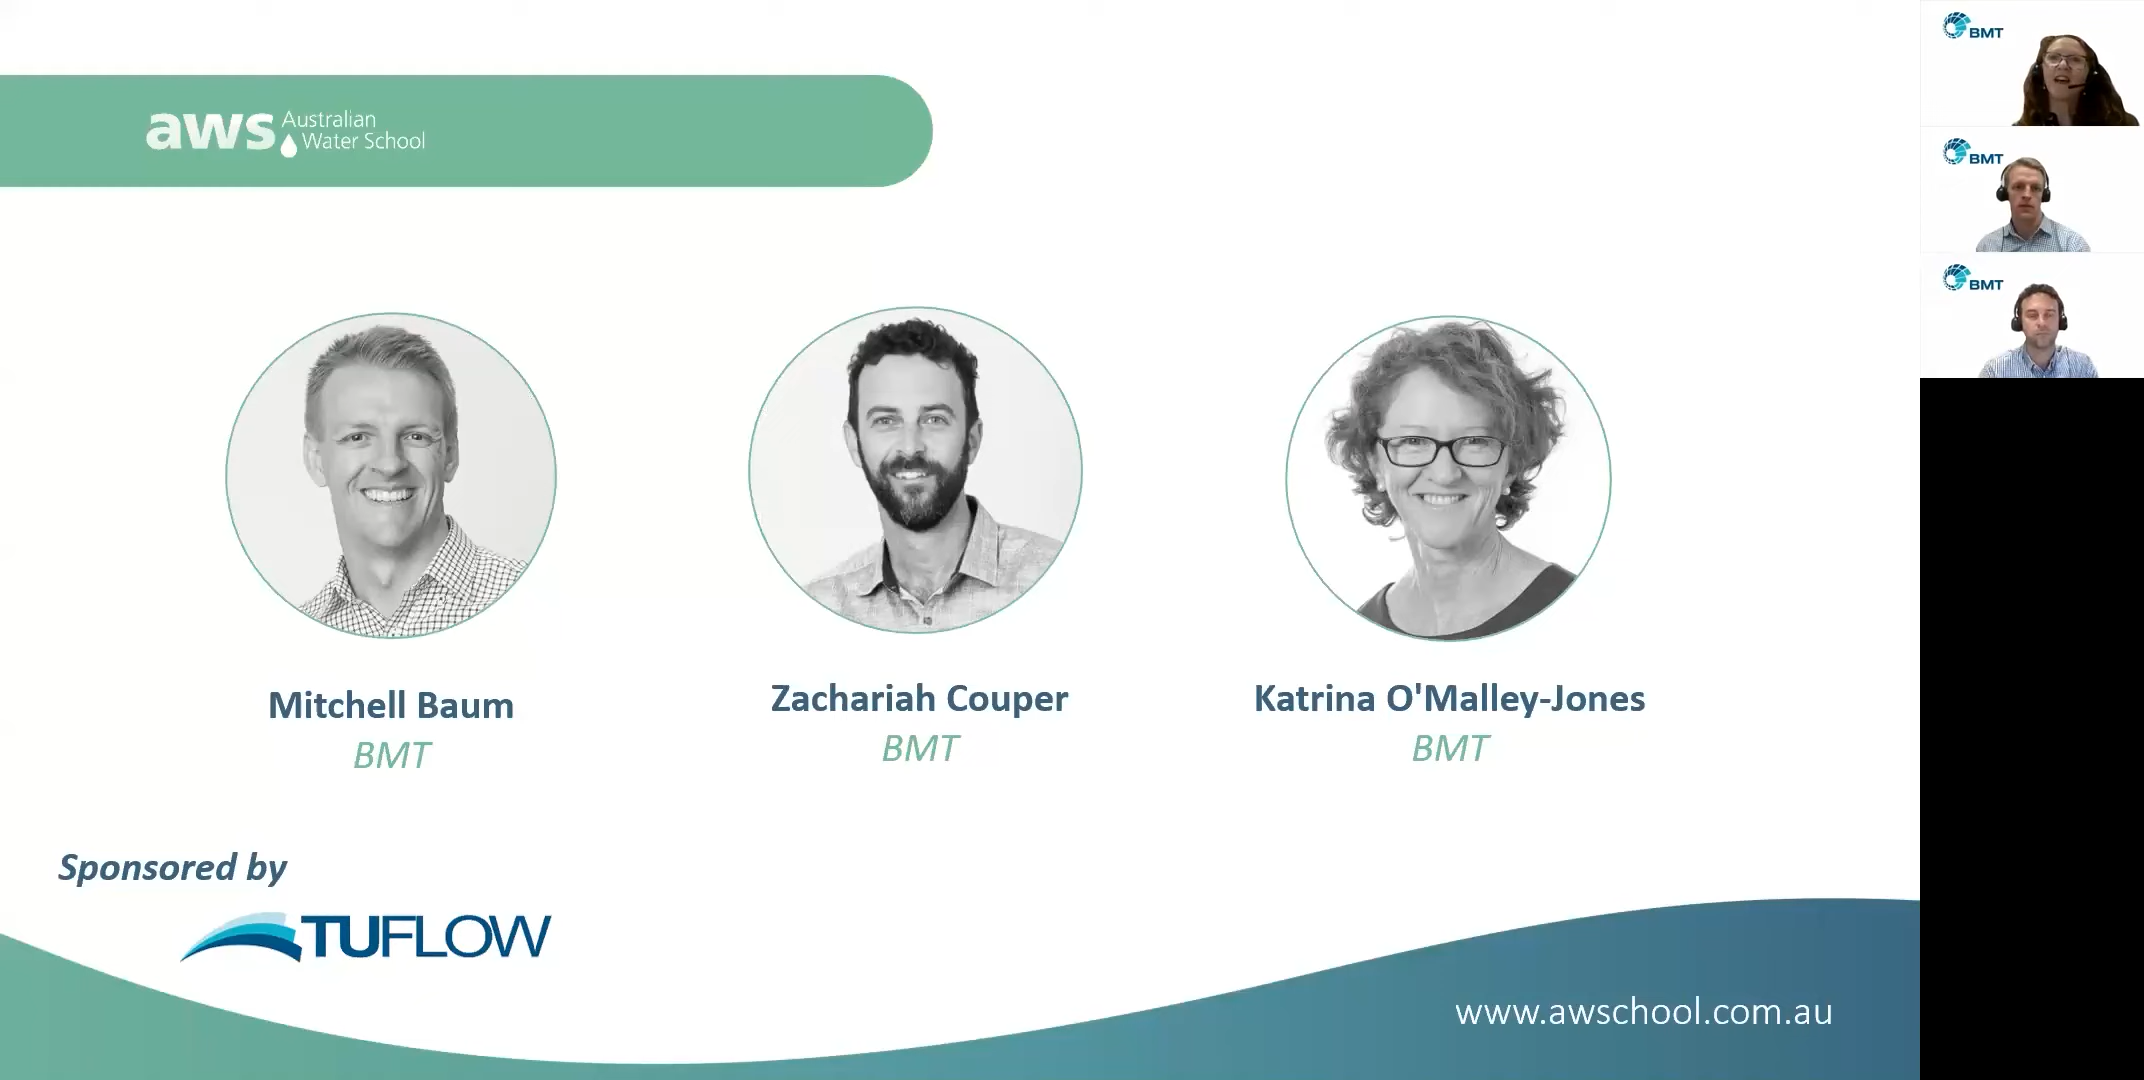 aws Australian
Water School
Mitchell Baum
BMT
Zachariah Couper
BMT
Katrina O'Malley-Jones
BMT
Sponsored by
TUFLOW
www.awschool.com.au
BMT
BMT
BMT